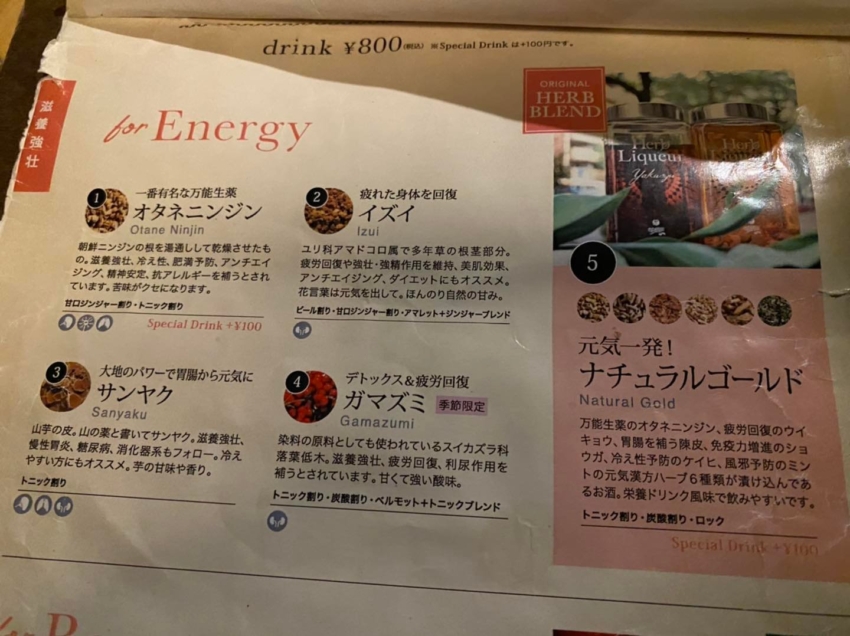 drink ¥800(税込) ※Special Drink は+100円です。
滋養強壮
for Energy
1
一番有名な万能生薬
オタネニンジン
Otane Ninjin
朝鮮ニンジンの根を湯通しして乾燥させたも
の。滋養強壮、冷え性、肥満予防、アンチエイ
ジング、精神安定、抗アレルギーを補うとされ
ています。苦味がクセになります。
甘口ジンジャー割り・トニック割り
Special Drink +¥100
2
疲れた身体を回復
イズイ
Izui
ユリ科アマドコロ属で多年草の根茎部分。
疲労回復や強壮・強精作用を維持、美肌効果、
アンチエイジング、ダイエットにもオススメ。
花言葉は元気を出して。ほんのり自然の甘み。
ビール割り・甘口ジンジャー割り・アマレット+ジンジャーブレンド
3
大地のパワーで胃腸から元気に
サンヤク
Sanyaku
山芋の皮。山の薬と書いてサンヤク。滋養強壮、
慢性胃炎、糖尿病、消化器系もフォロー。冷え
やすい方にもオススメ。芋の甘味や香り。
トニック割り
4
デトックス&疲労回復
ガマズミ 季節限定
Gamazumi
染料の原料としても使われているスイカズラ科
落葉低木。滋養強壮、疲労回復、利尿作用を
補うとされています。甘くて強い酸味。
トニック割り・炭酸割り・ベルモット+トニックブレンド
ORIGINAL
HERB
BLEND
Herb
Liqueur
Yakuzen
5
元気一発!
ナチュラルゴールド
Natural Gold
万能生薬のオタネニンジン、疲労回復のウイ
キョウ、胃腸を補う陳皮、免疫力増進のショ
ウガ、冷え性予防のケイヒ、風邪予防のミン
トの元気漢方ハーブ6種類が漬け込んであ
るお酒。栄養ドリンク風味で飲みやすいです。
トニック割り・炭酸割り・ロック
Special Drink +¥100